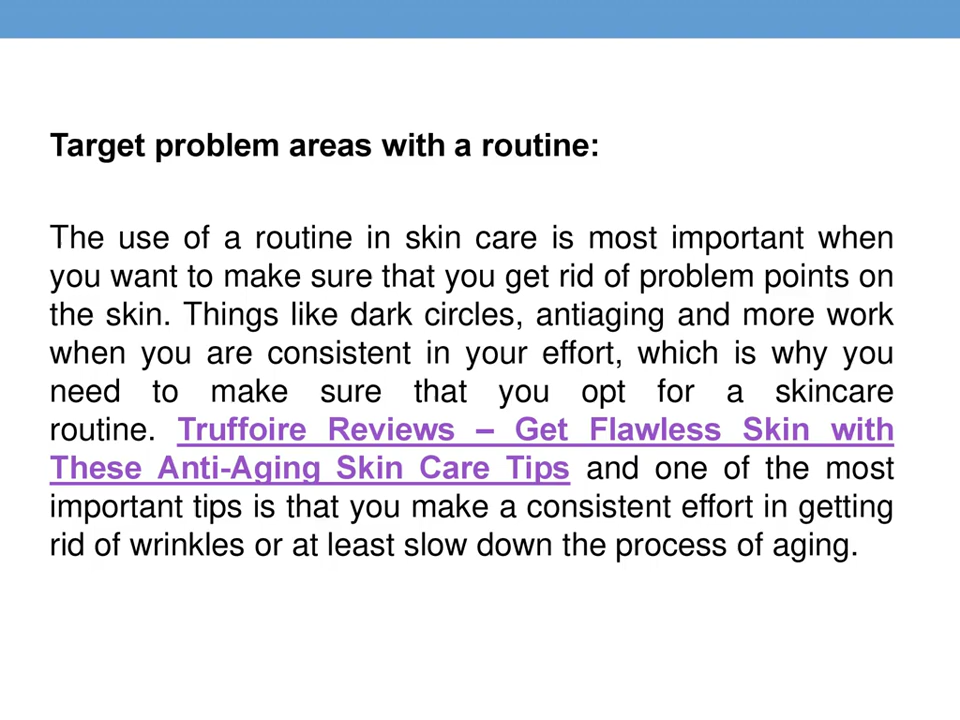 Target problem areas with a routine:
The use of a routine in skin care is most important when
you want to make sure that you get rid of problem points on
the skin. Things like dark circles, antiaging and more work
when you are consistent in your effort, which is why you
need to make sure that you opt for a skincare
routine. Truffoire Reviews – Get Flawless Skin with
These Anti-Aging Skin Care Tips and one of the most
important tips is that you make a consistent effort in getting
rid of wrinkles or at least slow down the process of aging.